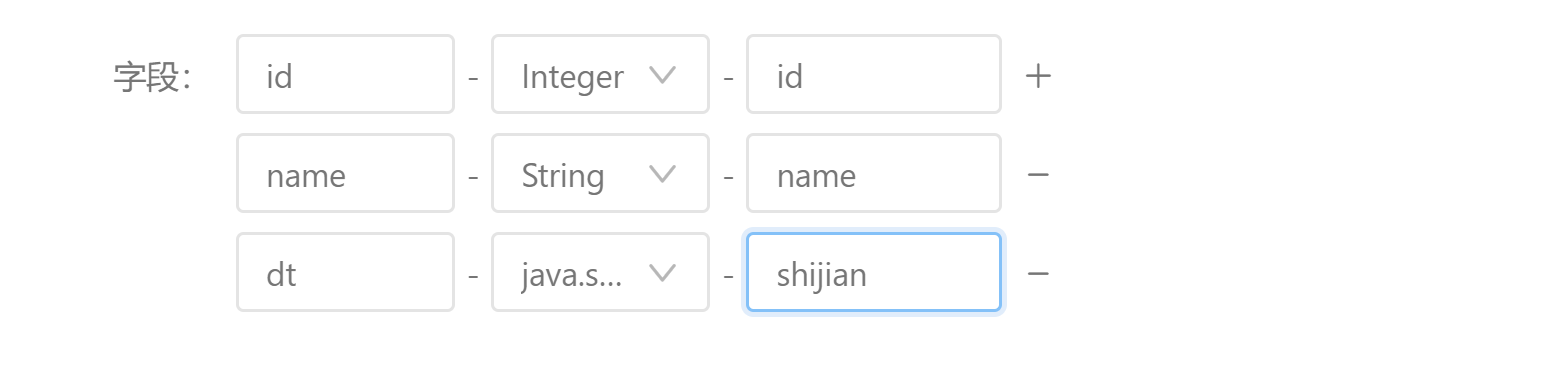 字段： id - Integer - id +
name - String - name −
dt - java.s... - shijian −